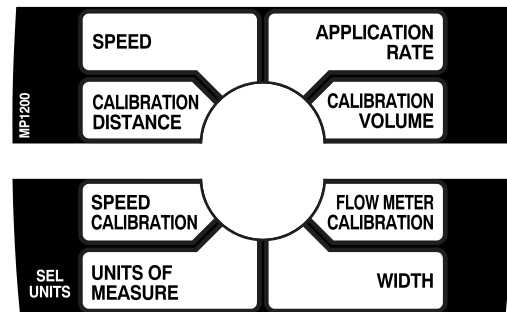 SPEED
APPLICATION
RATE
MP1200
CALIBRATION
DISTANCE
CALIBRATION
VOLUME
SPEED
CALIBRATION
FLOW METER
CALIBRATION
SEL
UNITS
UNITS OF
MEASURE
WIDTH